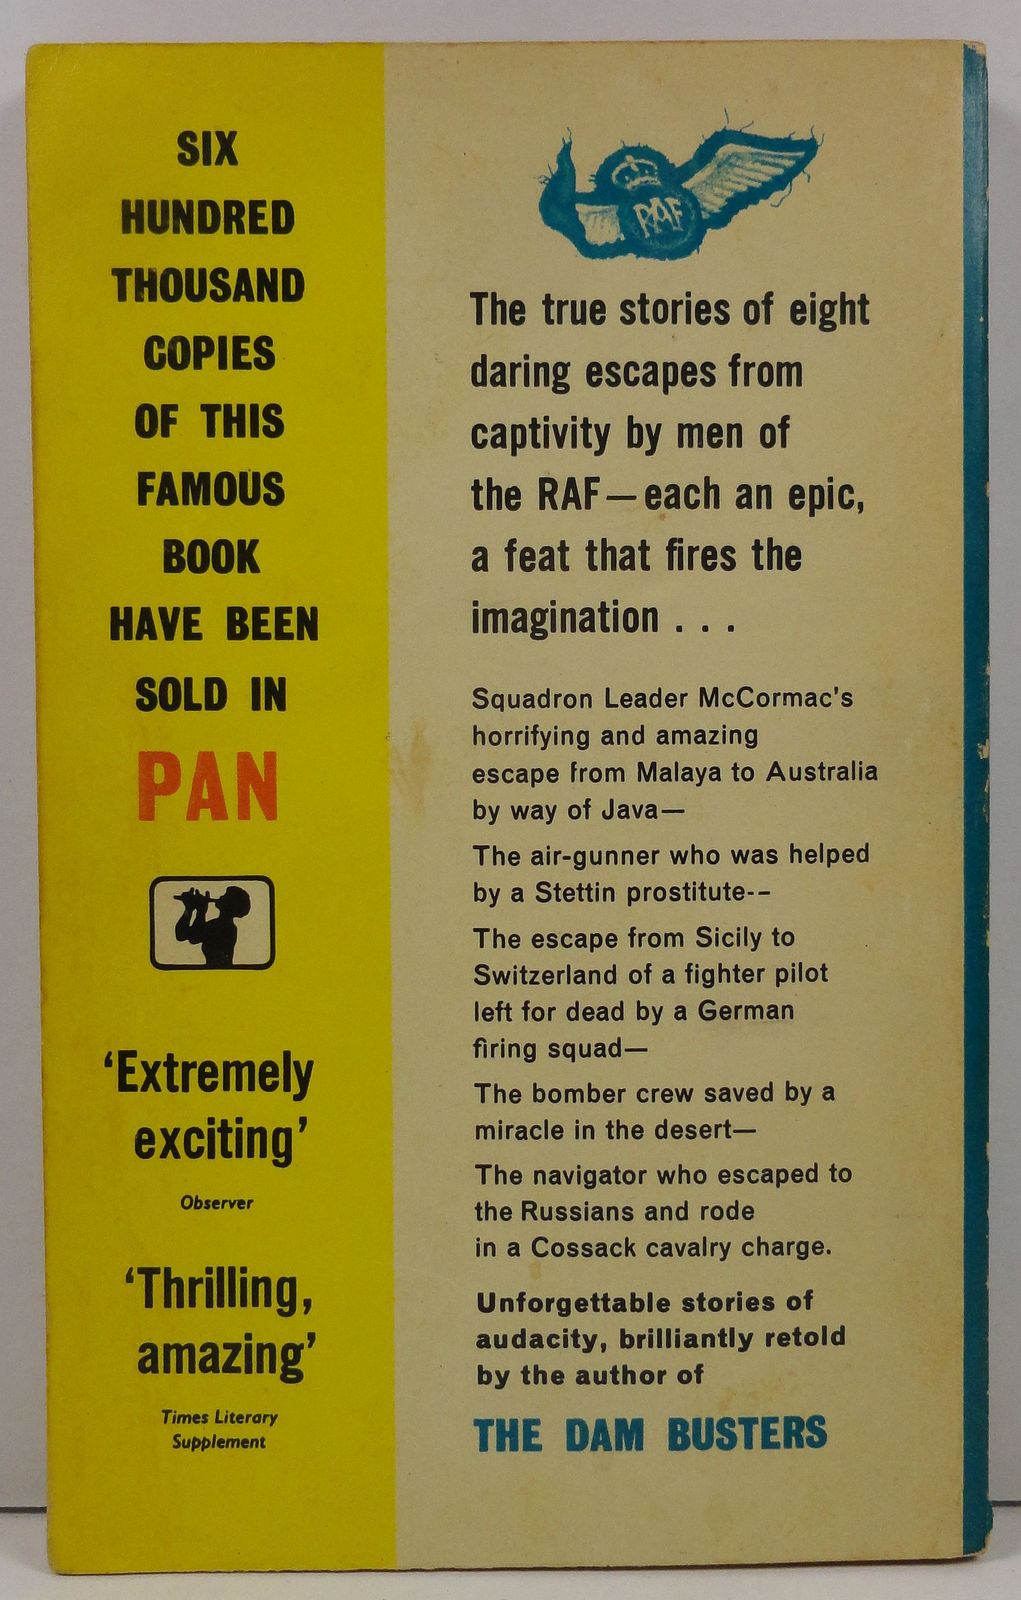 SIX
HUNDRED
THOUSAND
COPIES
OF THIS
FAMOUS
BOOK
HAVE BEEN
SOLD IN
PAN
‘Extremely
exciting’
Observer
‘Thrilling,
amazing’
Times Literary
Supplement
RAF
The true stories of eight
daring escapes from
captivity by men of
the RAF—each an epic,
a feat that fires the
imagination . . .
Squadron Leader McCormac's
horrifying and amazing
escape from Malaya to Australia
by way of Java—
The air-gunner who was helped
by a Stettin prostitute--
The escape from Sicily to
Switzerland of a fighter pilot
left for dead by a German
firing squad—
The bomber crew saved by a
miracle in the desert—
The navigator who escaped to
the Russians and rode
in a Cossack cavalry charge.
Unforgettable stories of
audacity, brilliantly retold
by the author of
THE DAM BUSTERS